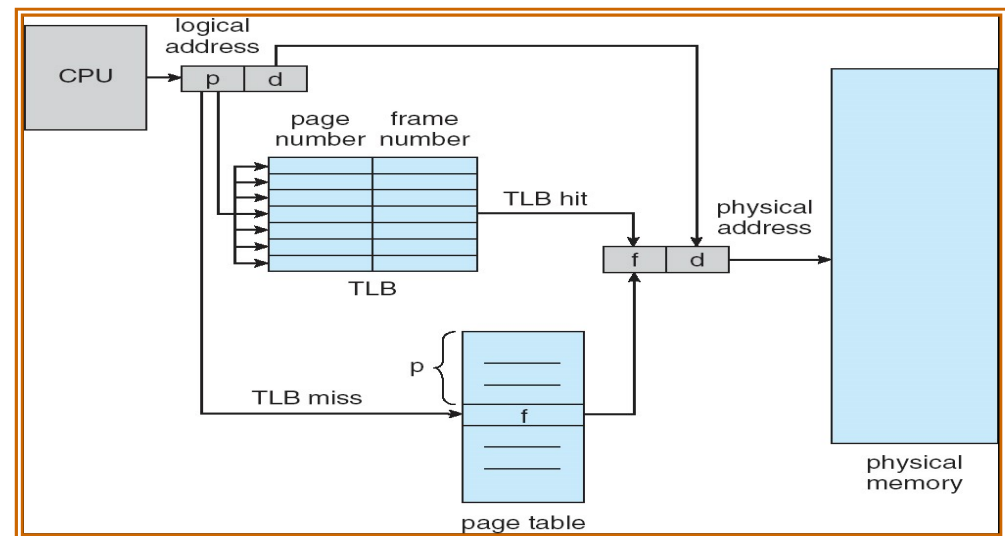 logical
address
CPU
p d
page
number
frame
number
TLB hit
physical
address
f d
TLB
p
TLB miss
f
physical
memory
page table